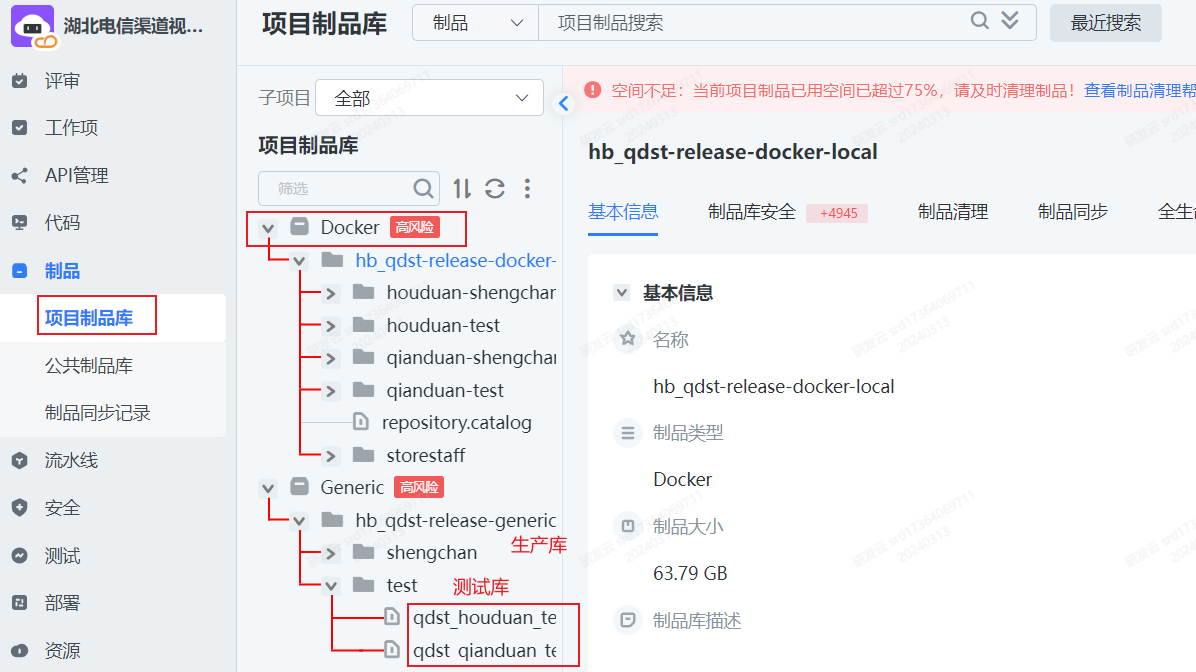 湖北电信渠道视...
评审
工作项
API管理
代码
制品
项目制品库
公共制品库
制品同步记录
流水线
安全
测试
部署
资源
项目制品库
制品
项目制品搜索
最近搜索
子项目
全部
项目制品库
筛选
Docker 高风险
hb_qdst-release-docker-
houduan-shengchan
houduan-test
qianduan-shengchan
qianduan-test
repository.catalog
storestaff
Generic 高风险
hb_qdst-release-generic
shengchan 生产库
test 测试库
qdst_houduan_te
qdst_qianduan_te
空间不足：当前项目制品已用空间已超过75%，请及时清理制品！查看制品清理帮
hb_qdst-release-docker-local
基本信息
制品库安全 +4945
制品清理
制品同步
全生命
基本信息
名称
hb_qdst-release-docker-local
制品类型
Docker
制品大小
63.79 GB
制品库描述
研发云 srd17364069711
20240313